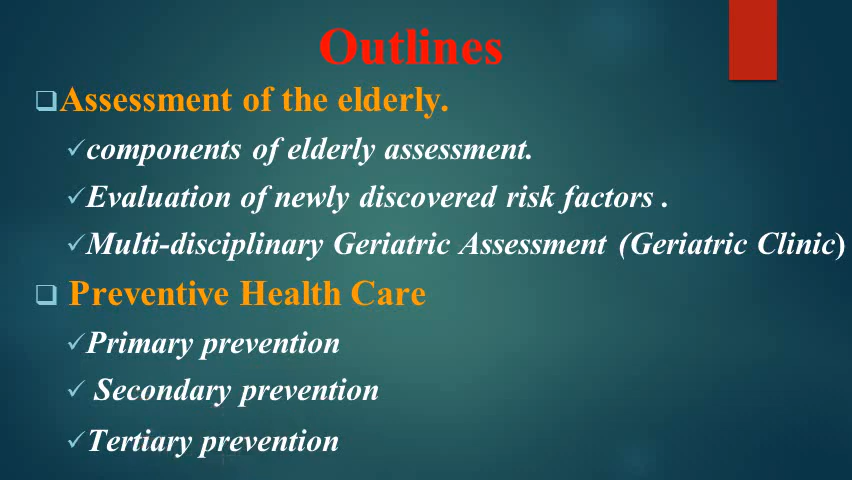 Outlines
Assessment of the elderly.
components of elderly assessment.
Evaluation of newly discovered risk factors .
Multi-disciplinary Geriatric Assessment (Geriatric Clinic)
Preventive Health Care
Primary prevention
Secondary prevention
Tertiary prevention